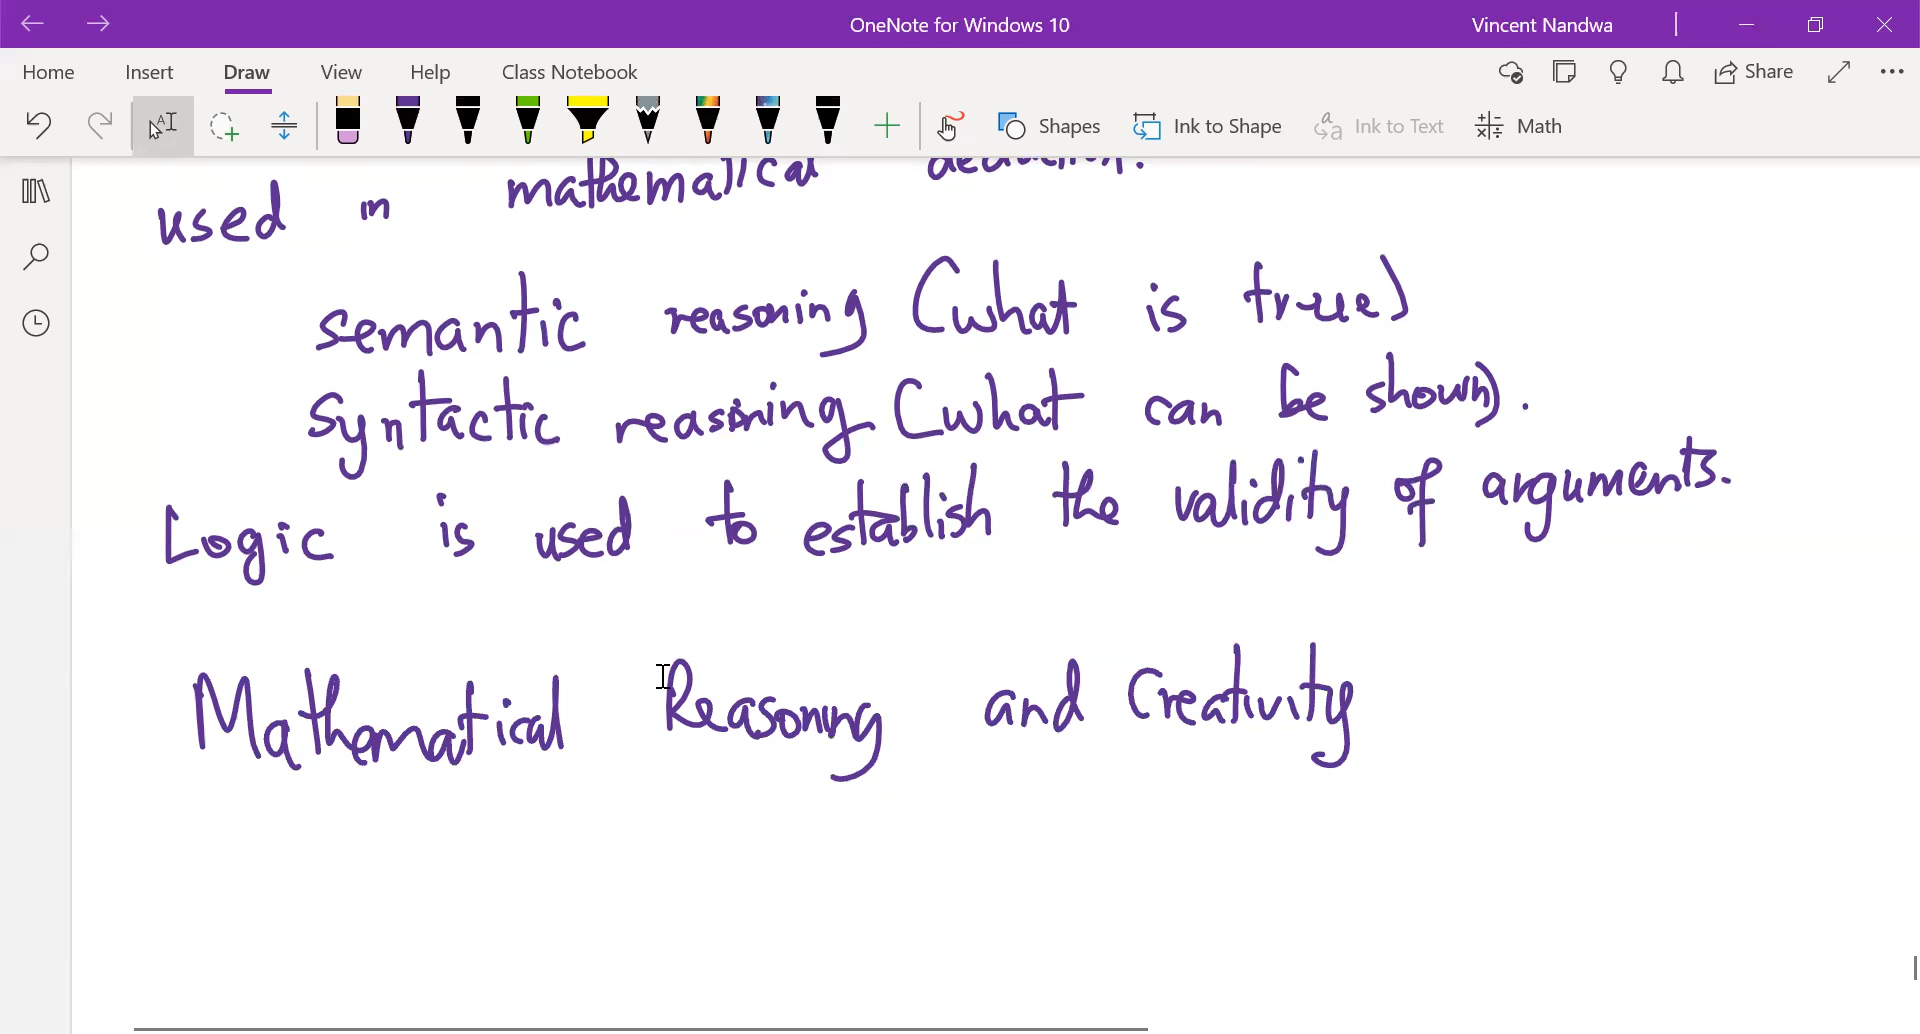 OneNote for Windows 10
Vincent Nandwa
Home Insert Draw View Help Class Notebook Share
Shapes Ink to Shape Ink to Text Math
used in mathematical deduction.
semantic reasoning (what is true)
syntactic reasoning (what can be shown).
Logic is used to establish the validity of arguments.
Mathematical Reasoning and Creativity